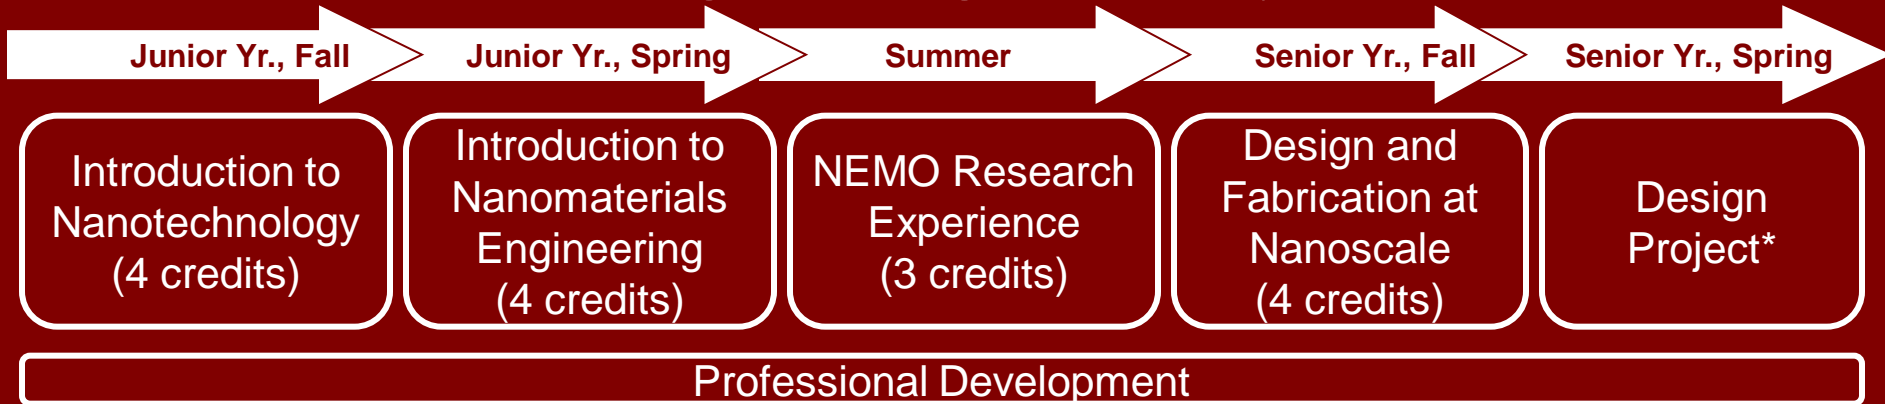 Junior Yr., Fall
Junior Yr., Spring
Summer
Senior Yr., Fall
Senior Yr., Spring
Introduction to
Nanotechnology
(4 credits)
Introduction to
Nanomaterials
Engineering
(4 credits)
NEMO Research
Experience
(3 credits)
Design and
Fabrication at
Nanoscale
(4 credits)
Design
Project*
Professional Development